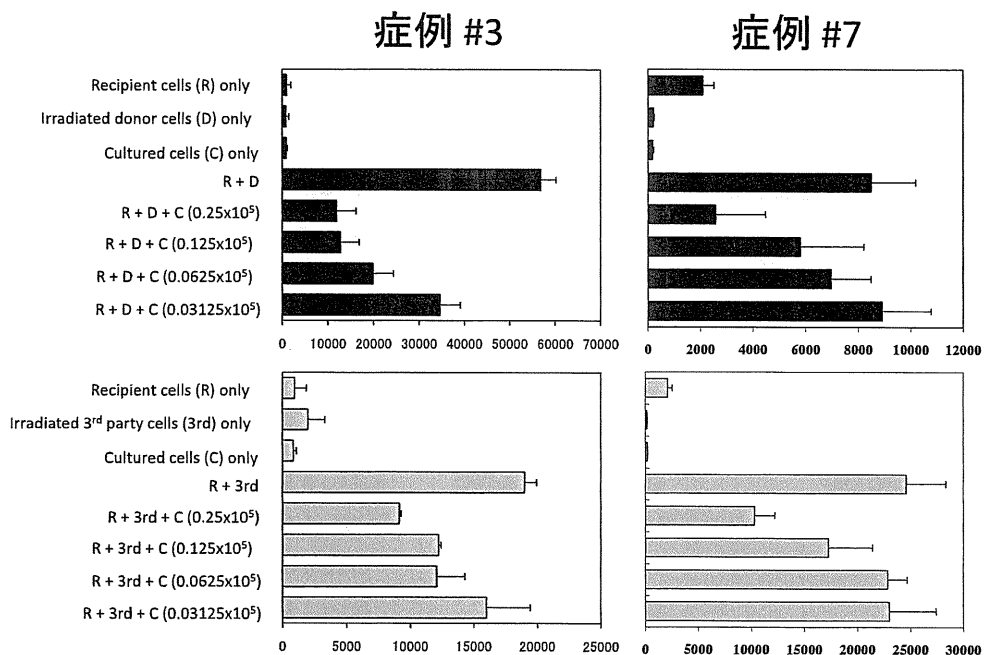 症例 #3
症例 #7
Recipient cells (R) only
Irradiated donor cells (D) only
Cultured cells (C) only
R + D
R + D + C (0.25x10⁵)
R + D + C (0.125x10⁵)
R + D + C (0.0625x10⁵)
R + D + C (0.03125x10⁵)
0 10000 20000 30000 40000 50000 60000 70000
0 2000 4000 6000 8000 10000 12000
Recipient cells (R) only
Irradiated 3ʳᵈ party cells (3rd) only
Cultured cells (C) only
R + 3rd
R + 3rd + C (0.25x10⁵)
R + 3rd + C (0.125x10⁵)
R + 3rd + C (0.0625x10⁵)
R + 3rd + C (0.03125x10⁵)
0 5000 10000 15000 20000 25000
0 5000 10000 15000 20000 25000 30000